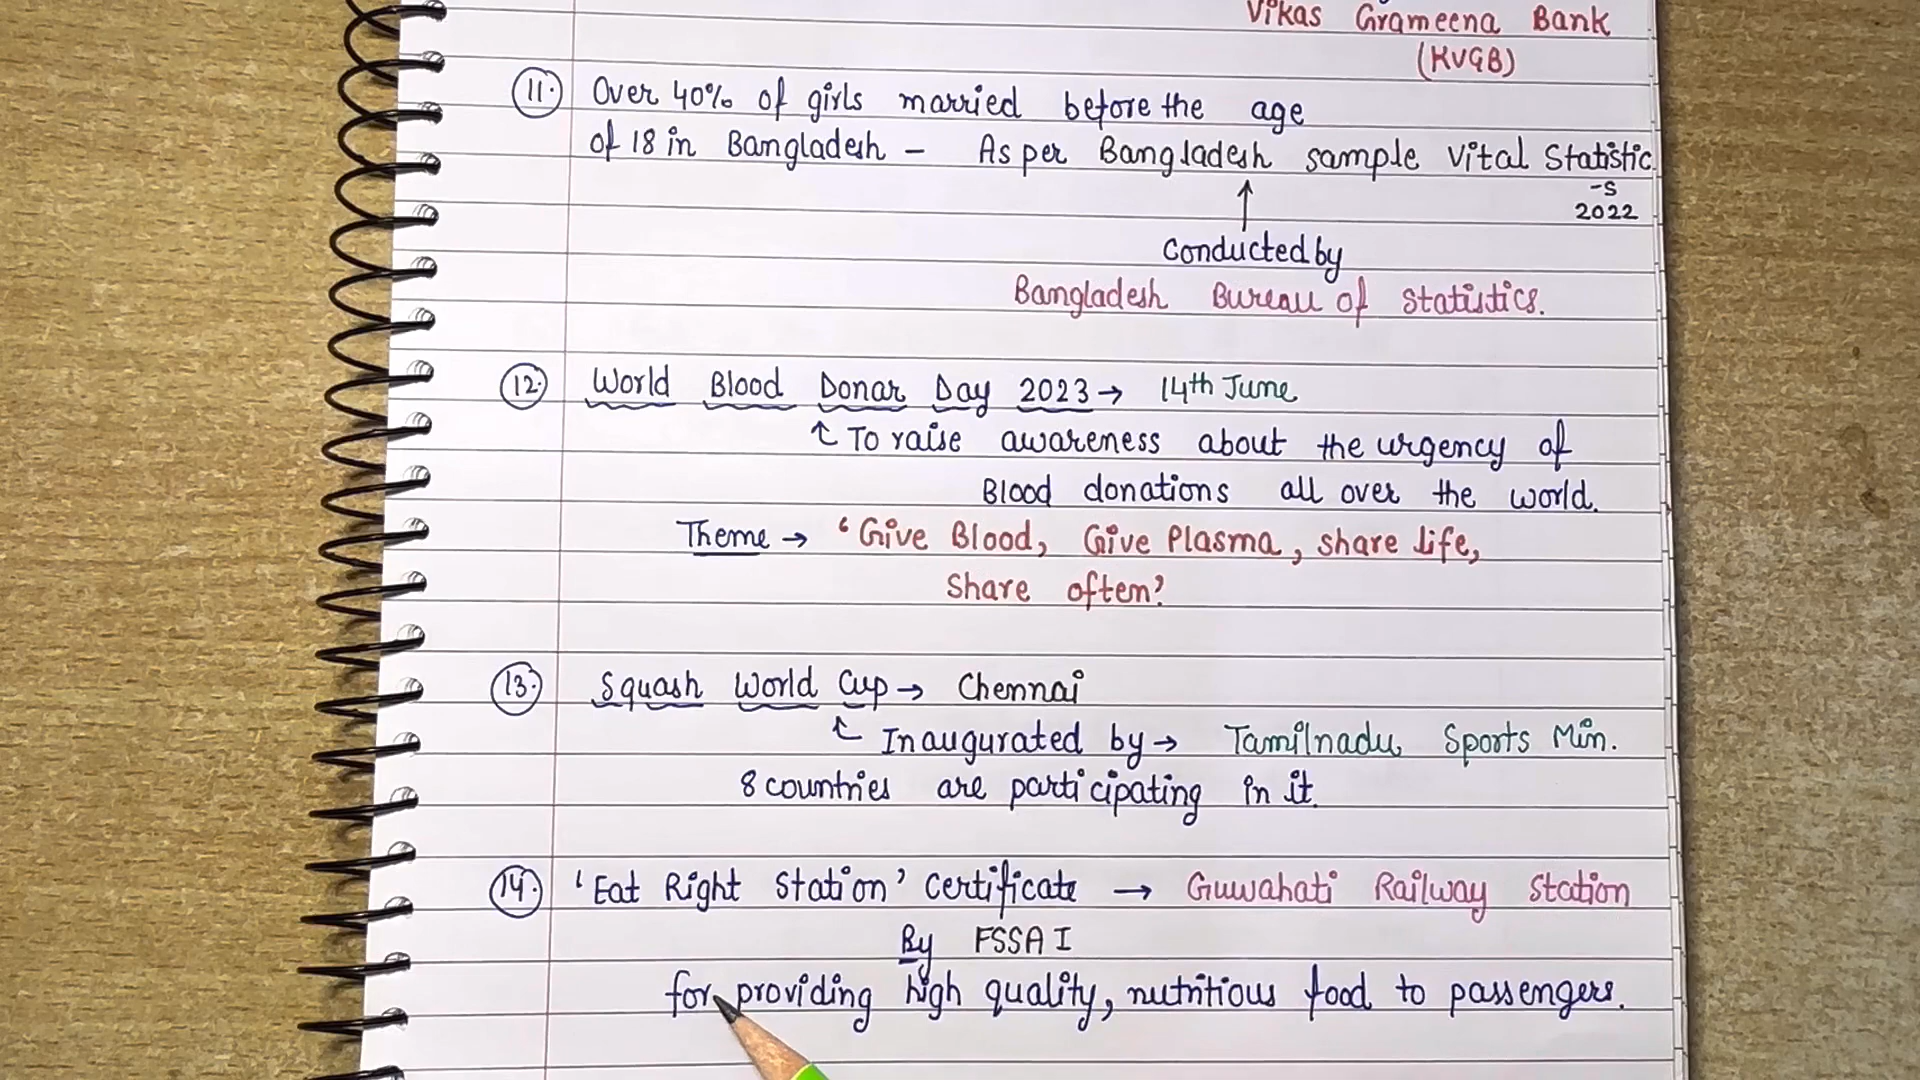 Vikas Grameena Bank
(KVGB)
11. Over 40% of girls married before the age
of 18 in Bangladesh - As per Bangladesh sample Vital Statistic
-s
2022
↑
Conducted by
Bangladesh Bureau of Statistics.
12. World Blood Donar Day 2023 → 14th June
↑ To raise awareness about the urgency of
Blood donations all over the world.
Theme → 'Give Blood, Give Plasma, share life,
Share often'.
13. Squash World Cup → Chennai
↑ Inaugurated by → Tamilnadu Sports Min.
8 countries are participating in it.
14. 'Eat Right Station' Certificate → Guwahati Railway Station
By FSSAI
for providing high quality, nutritious food to passengers.